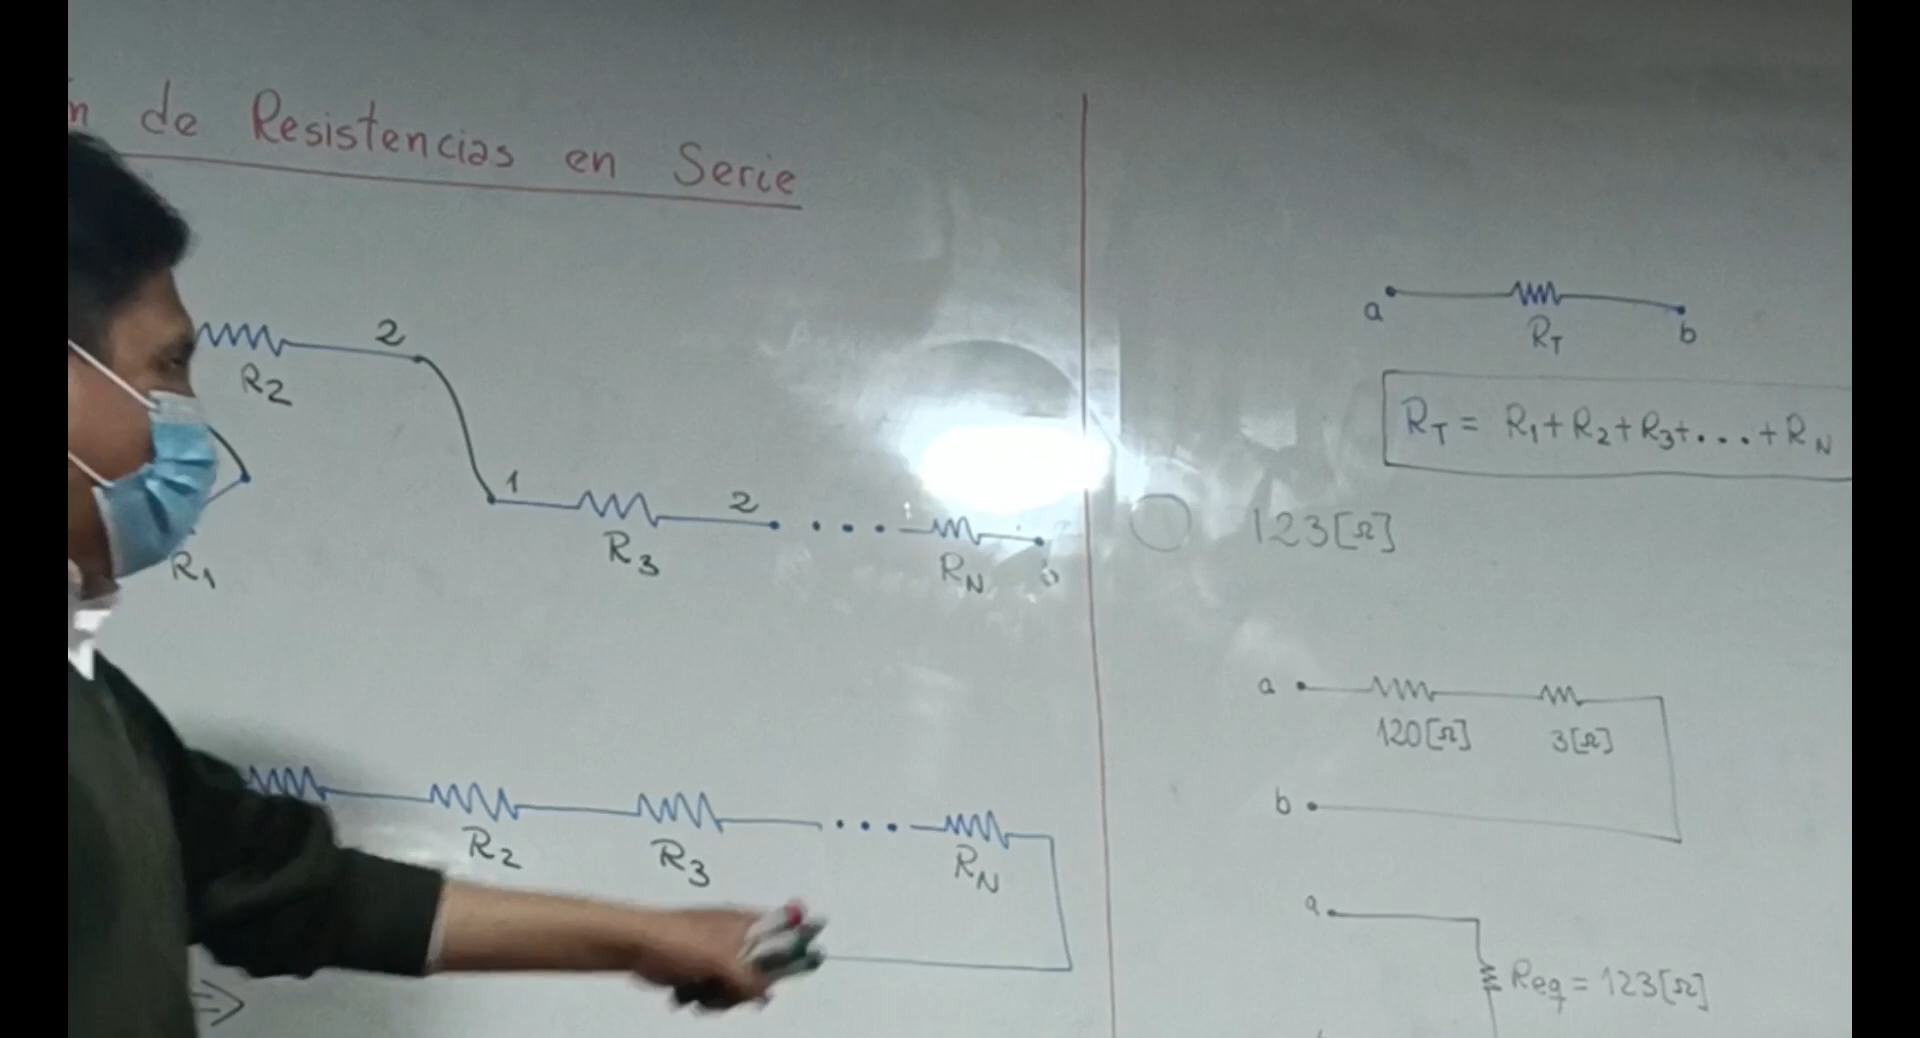 n de Resistencias en Serie
R2
2
R1
1
R3
2
RN
R2
R3
RN
a
RT
b
RT = R1 + R2 + R3 + . . . + RN
123[Ω]
a
120[Ω]
3[Ω]
b
a
Req = 123[Ω]